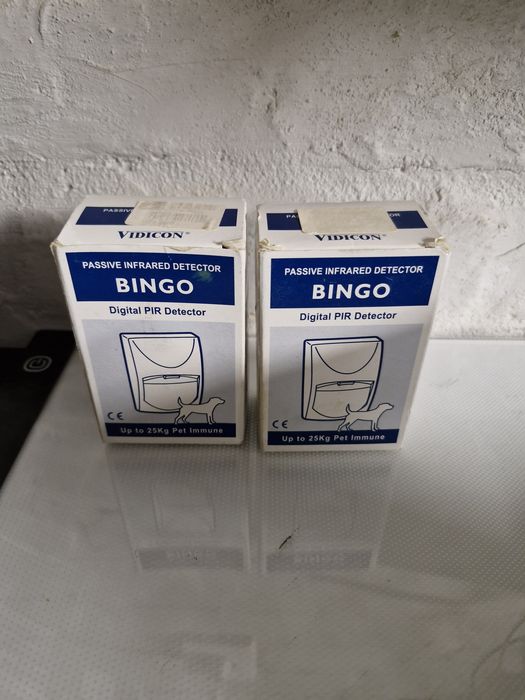 VIDICON®
PASSIVE INFRARED DETECTOR
BINGO
Digital PIR Detector
CE
Up to 25Kg Pet Immune
VIDICON®
PASSIVE INFRARED DETECTOR
BINGO
Digital PIR Detector
CE
Up to 25Kg Pet Immune